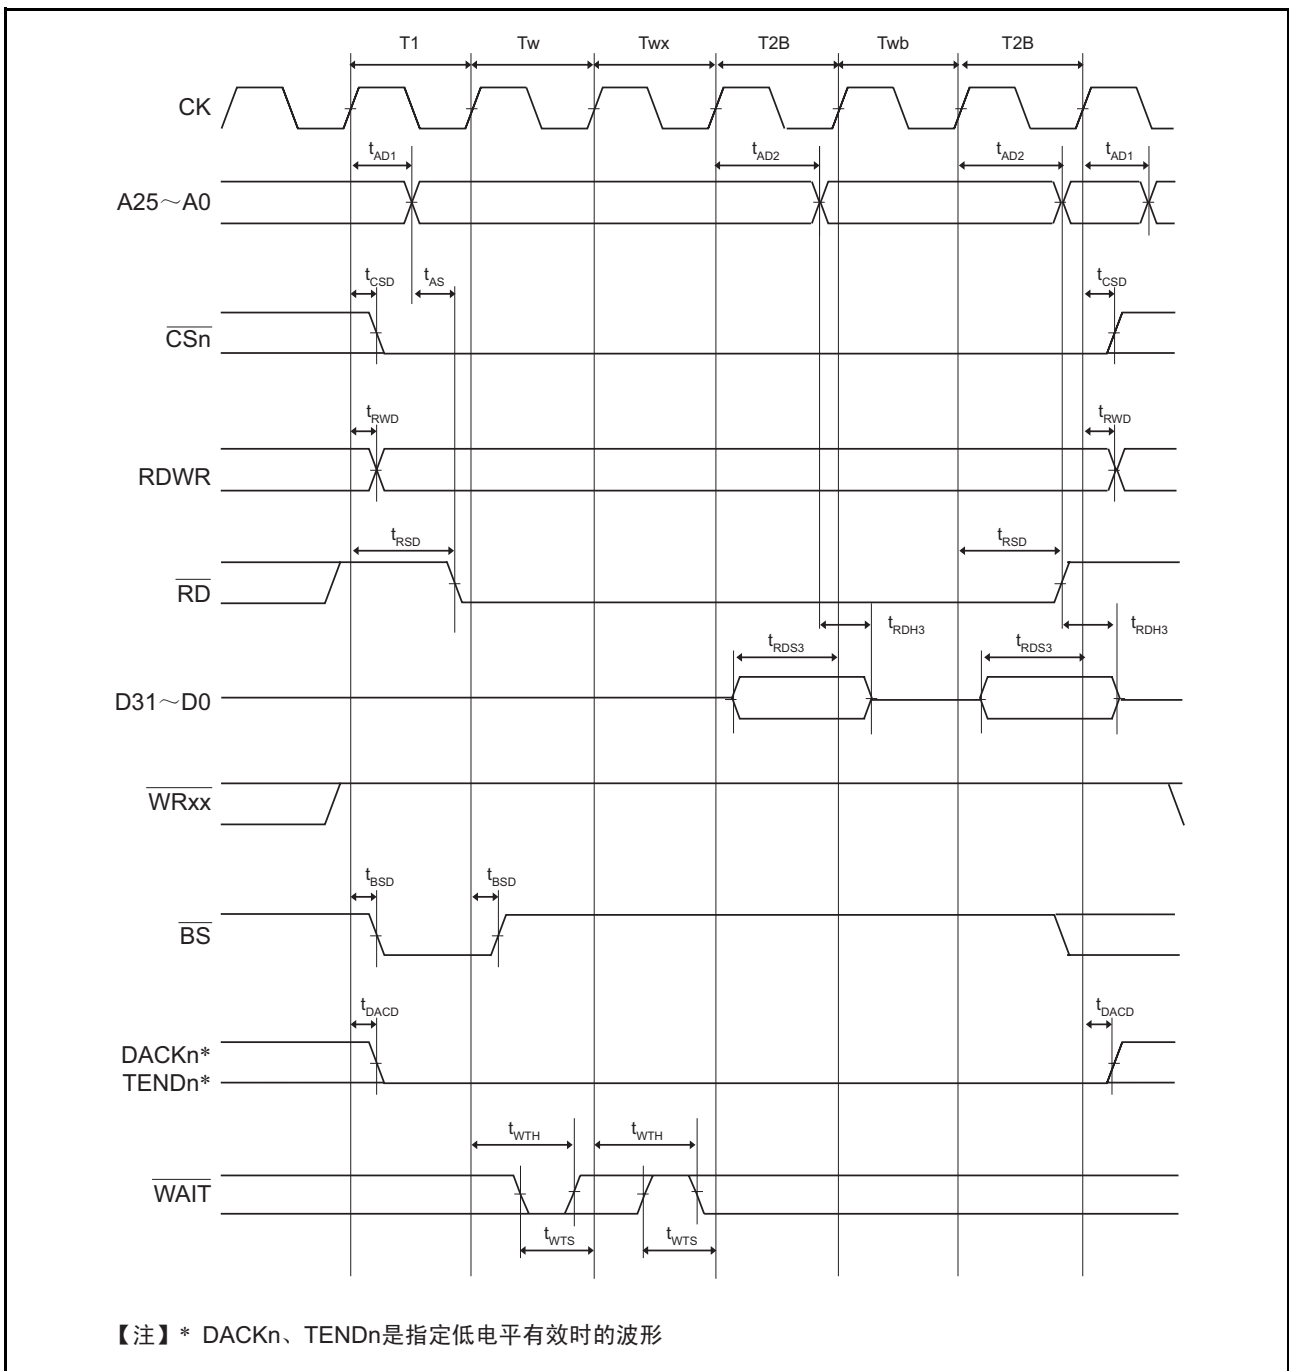 T1 Tw Twx T2B Twb T2B
CK
tAD1 tAD2 tAD2 tAD1
A25～A0
tCSD tAS tCSD
CSn
tRWD tRWD
RDWR
tRSD tRSD
RD
tRDH3 tRDH3
tRDS3 tRDS3
D31～D0
WRxx
tBSD tBSD
BS
tDACD tDACD
DACKn*
TENDn*
tWTH tWTH
WAIT
tWTS tWTS
【注】* DACKn、TENDn是指定低电平有效时的波形